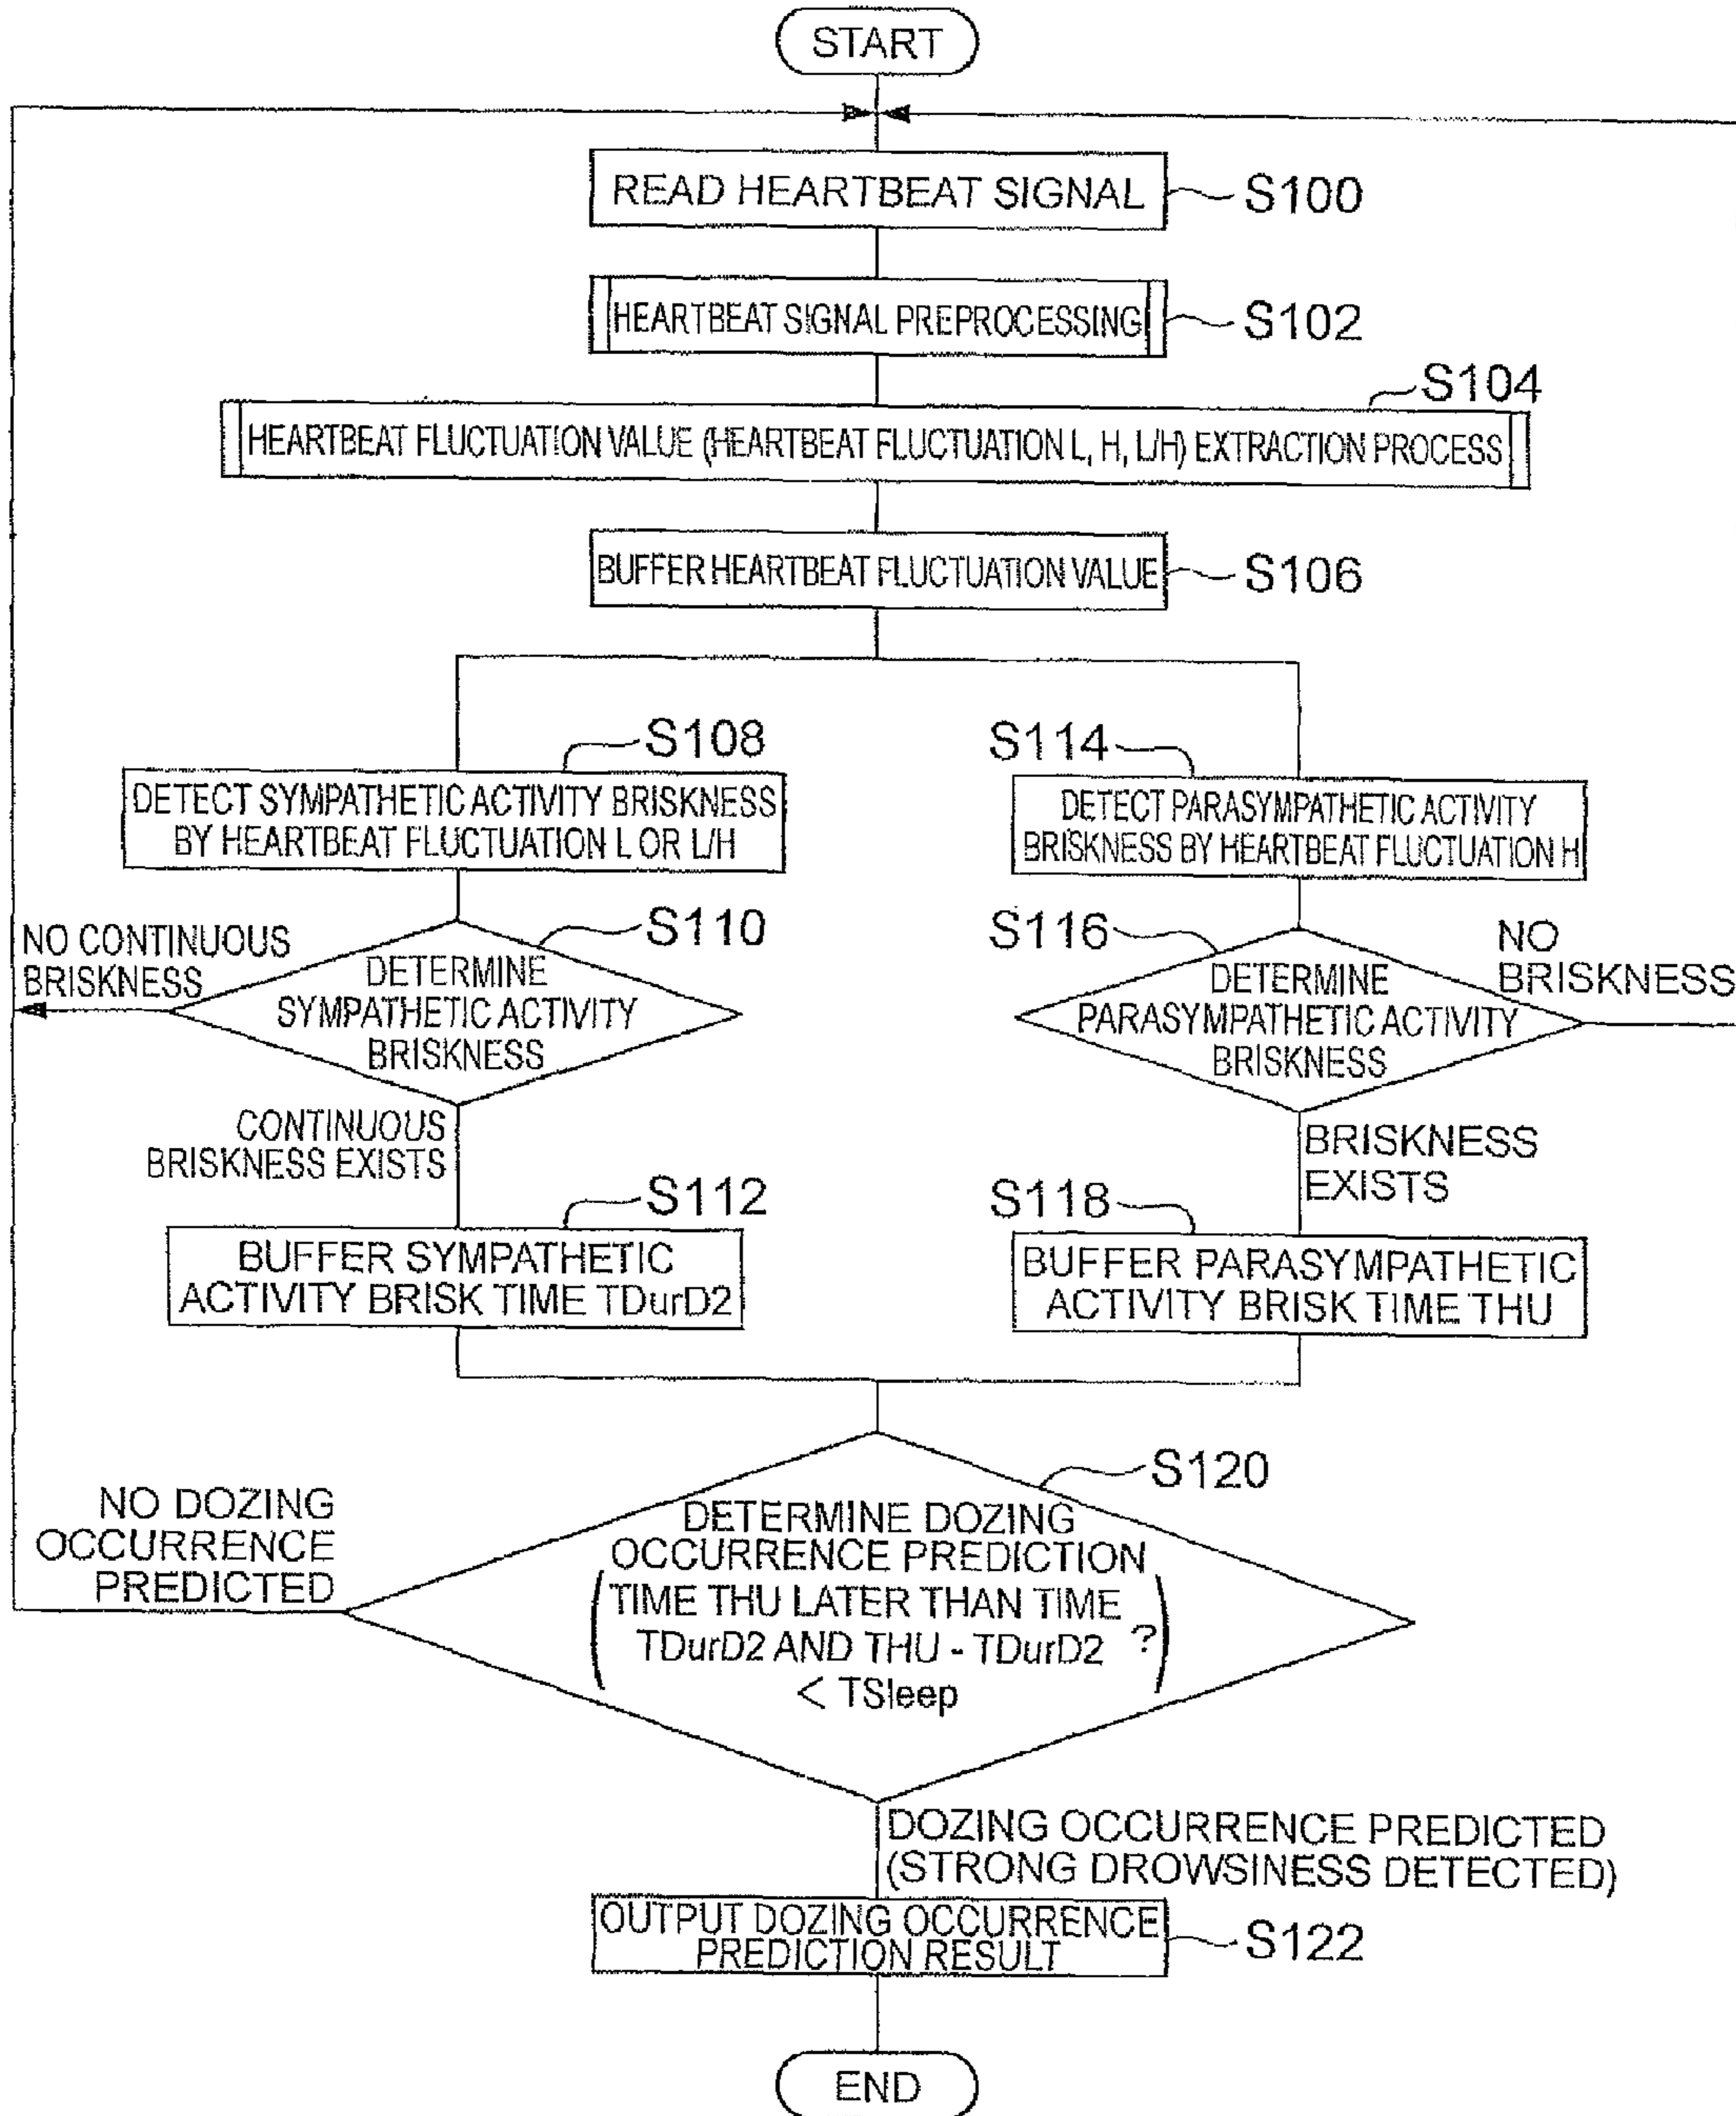 START
READ HEARTBEAT SIGNAL
S100
HEARTBEAT SIGNAL PREPROCESSING
S102
S104
HEARTBEAT FLUCTUATION VALUE (HEARTBEAT FLUCTUATION L, H, L/H) EXTRACTION PROCESS
BUFFER HEARTBEAT FLUCTUATION VALUE
S106
S108
DETECT SYMPATHETIC ACTIVITY BRISKNESS
BY HEARTBEAT FLUCTUATION L OR L/H
S114
DETECT PARASYMPATHETIC ACTIVITY
BRISKNESS BY HEARTBEAT FLUCTUATION H
NO CONTINUOUS
BRISKNESS
S110
DETERMINE
SYMPATHETIC ACTIVITY
BRISKNESS
S116
DETERMINE
PARASYMPATHETIC ACTIVITY
BRISKNESS
NO
BRISKNESS
CONTINUOUS
BRISKNESS EXISTS
BRISKNESS
EXISTS
S112
BUFFER SYMPATHETIC
ACTIVITY BRISK TIME TDurD2
S118
BUFFER PARASYMPATHETIC
ACTIVITY BRISK TIME THU
NO DOZING
OCCURRENCE
PREDICTED
S120
DETERMINE DOZING
OCCURRENCE PREDICTION
(TIME THU LATER THAN TIME
TDurD2 AND THU - TDurD2 ?
< TSleep)
DOZING OCCURRENCE PREDICTED
(STRONG DROWSINESS DETECTED)
OUTPUT DOZING OCCURRENCE
PREDICTION RESULT
S122
END